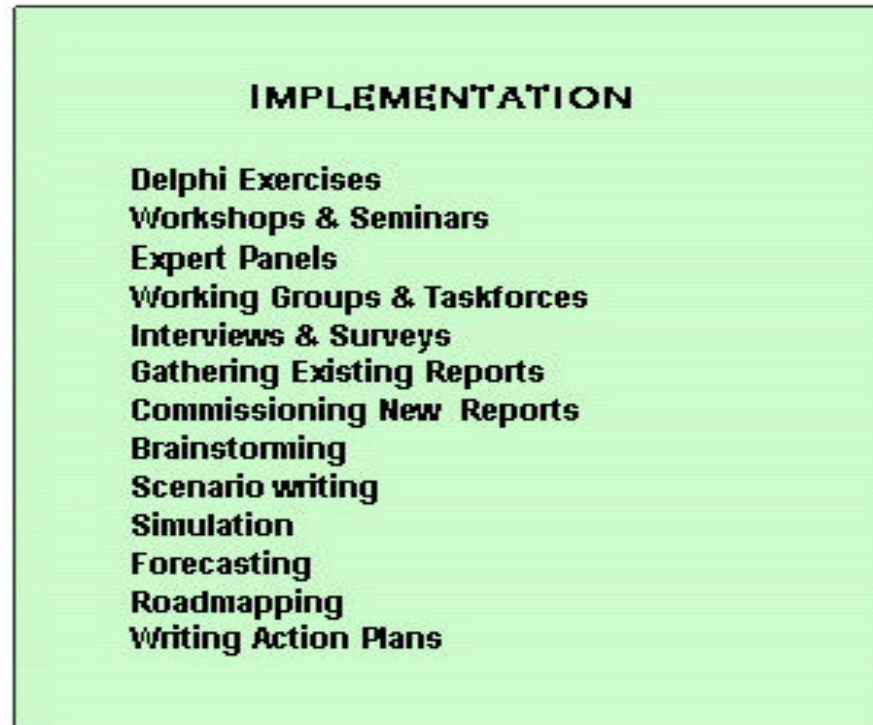 IMPLEMENTATION
Delphi Exercises
Workshops & Seminars
Expert Panels
Working Groups & Taskforces
Interviews & Surveys
Gathering Existing Reports
Commissioning New Reports
Brainstorming
Scenario writing
Simulation
Forecasting
Roadmapping
Writing Action Plans